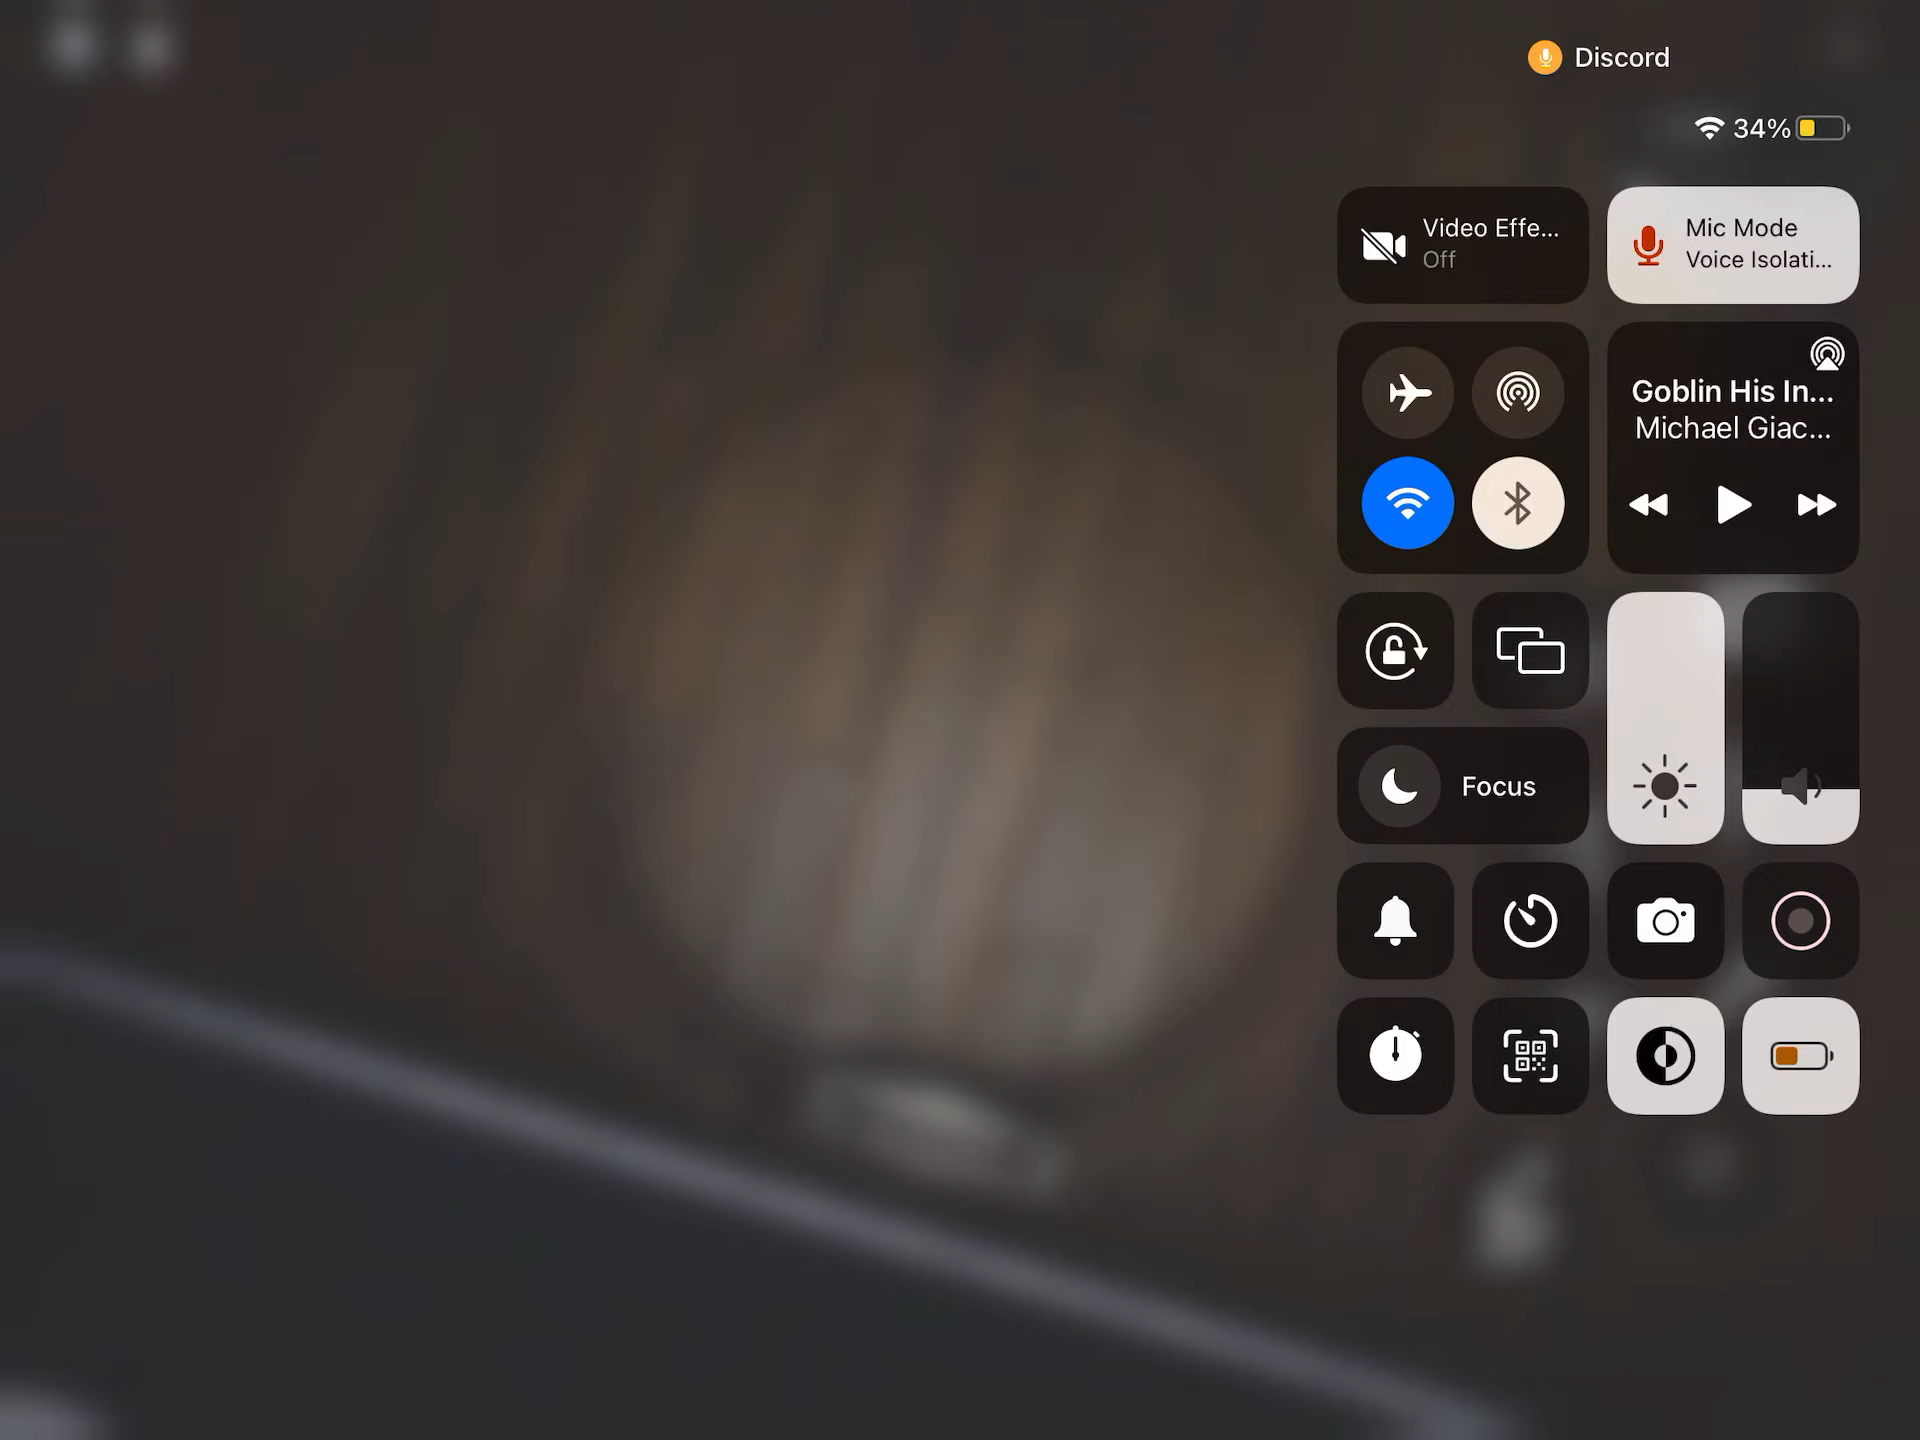 Discord
34%
Video Effe...
Off
Mic Mode
Voice Isolati...
Goblin His In...
Michael Giac...
Focus